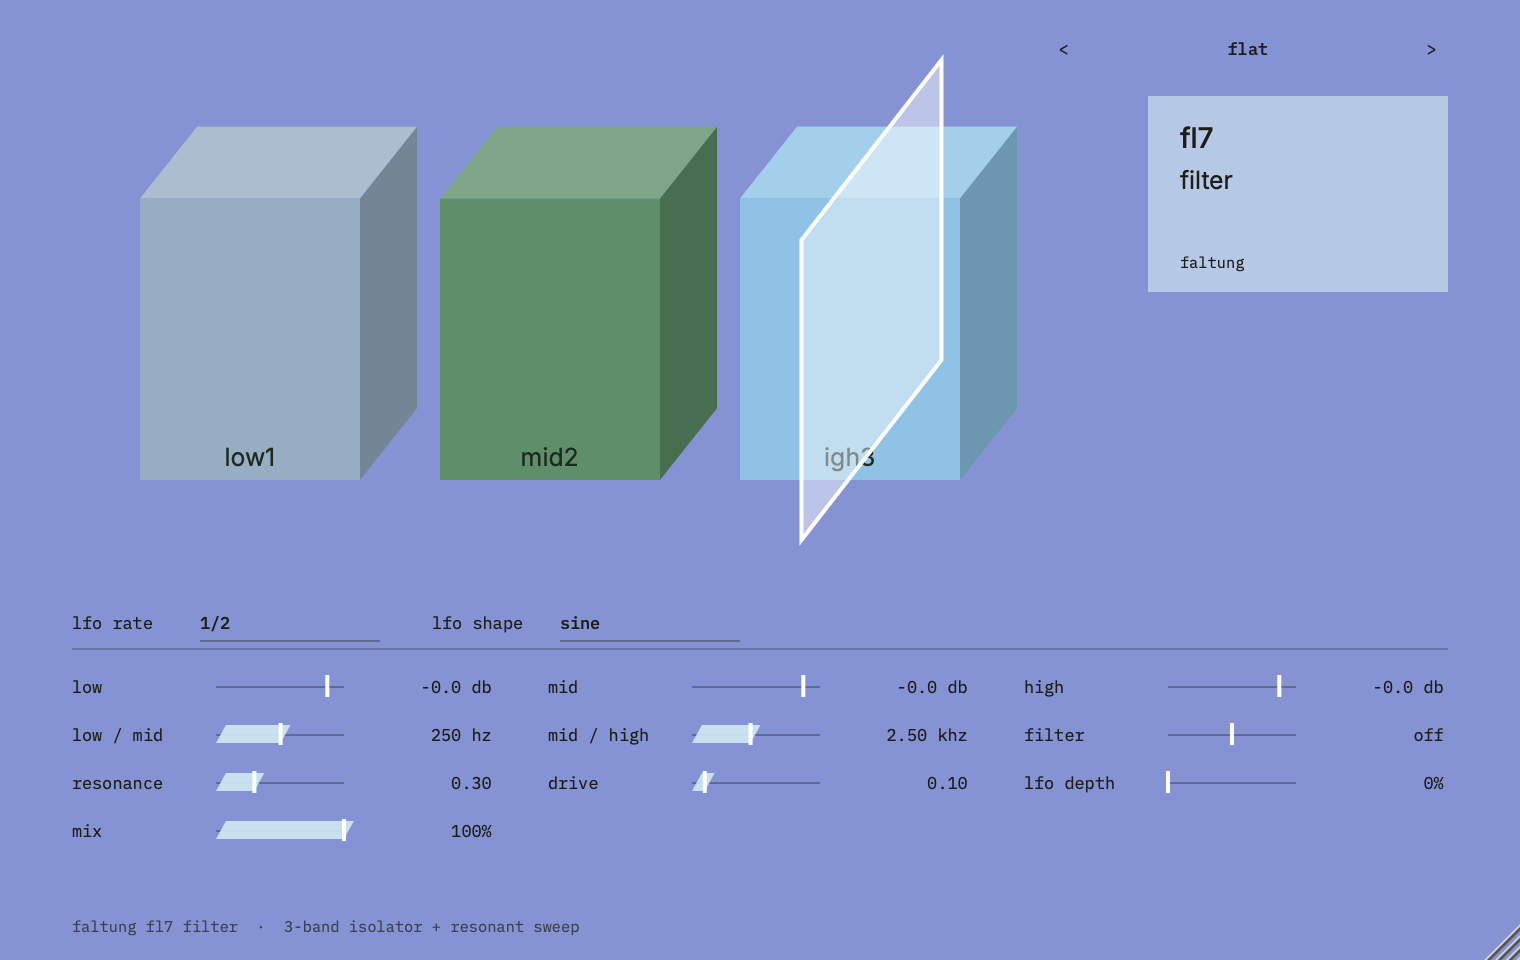 < flat >
fl7
filter
faltung
low1 mid2 igh3
lfo rate 1/2 lfo shape sine
low -0.0 db mid -0.0 db high -0.0 db
low / mid 250 hz mid / high 2.50 khz filter off
resonance 0.30 drive 0.10 lfo depth 0%
mix 100%
faltung fl7 filter · 3-band isolator + resonant sweep